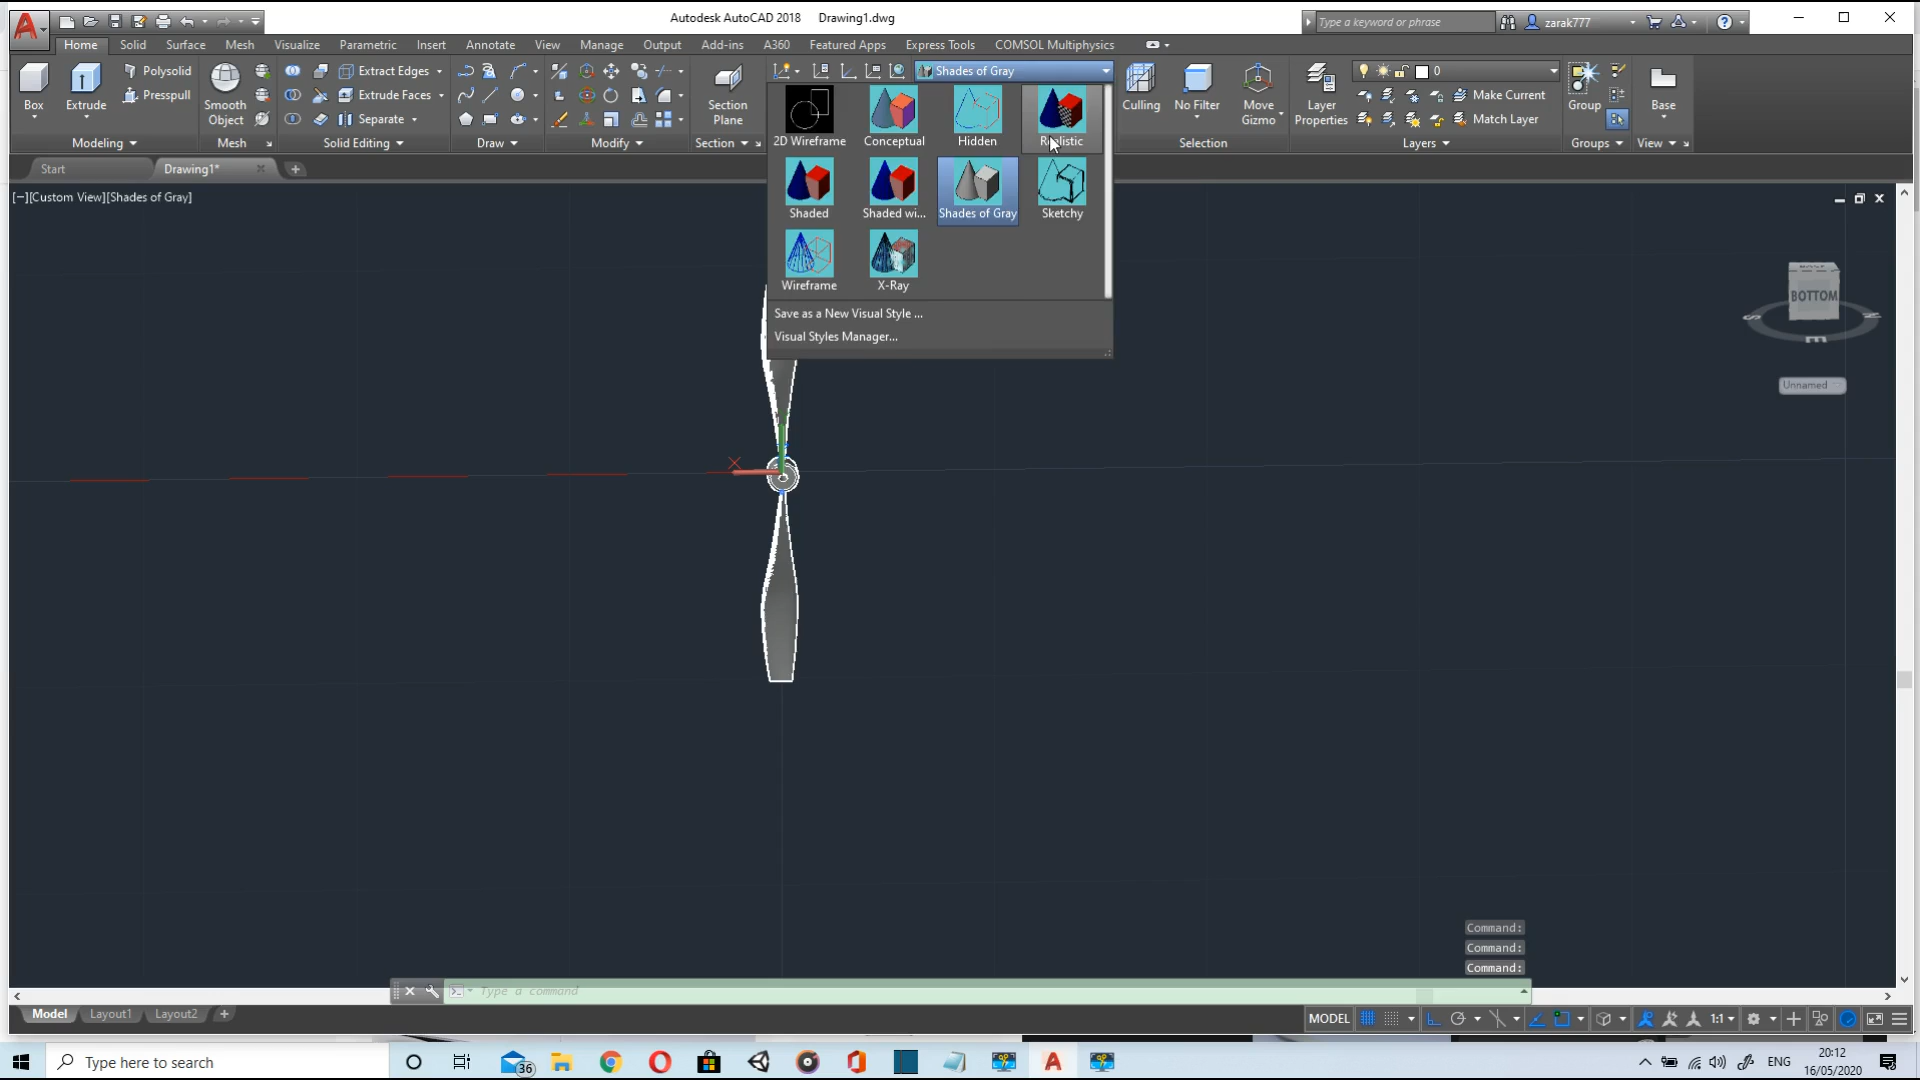 Autodesk AutoCAD 2018 Drawing1.dwg
Type a keyword or phrase
zarak777
Home Solid Surface Mesh Visualize Parametric Insert Annotate View Manage Output Add-ins A360 Featured Apps Express Tools COMSOL Multiphysics
Box
Extrude
Polysolid
Presspull
Modeling
Smooth
Object
Mesh
Extract Edges
Extrude Faces
Separate
Solid Editing
Draw
Modify
Section
Plane
Section
Shades of Gray
2D Wireframe Conceptual Hidden Realistic
Shaded Shaded wi... Shades of Gray Sketchy
Wireframe X-Ray
Save as a New Visual Style ...
Visual Styles Manager...
Culling
No Filter
Move
Gizmo
Selection
Layer
Properties
0
Make Current
Match Layer
Layers
Group
Groups
Base
View
Start
Drawing1*
[−][Custom View][Shades of Gray]
BOTTOM
S
N
E
Unnamed
X
Command:
Command:
Command:
Type a command
Model Layout1 Layout2
MODEL
1:1
Type here to search
36
ENG
20:12
16/05/2020